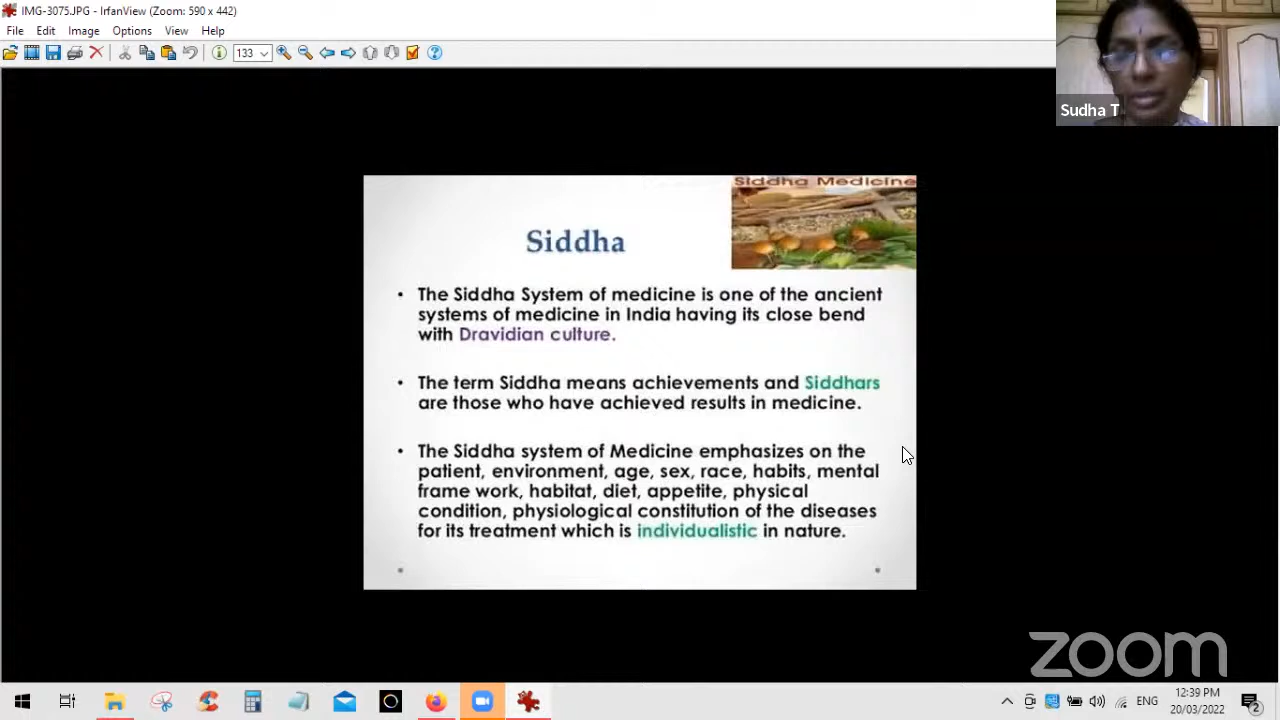 IMG-3075.JPG - IrfanView (Zoom: 590 x 442)
File Edit Image Options View Help
133
Sudha T
Siddha Medicine
Siddha
• The Siddha System of medicine is one of the ancient
systems of medicine in India having its close bend
with Dravidian culture.
• The term Siddha means achievements and Siddhars
are those who have achieved results in medicine.
• The Siddha system of Medicine emphasizes on the
patient, environment, age, sex, race, habits, mental
frame work, habitat, diet, appetite, physical
condition, physiological constitution of the diseases
for its treatment which is individualistic in nature.
zoom
ENG
12:39 PM
20/03/2022
2